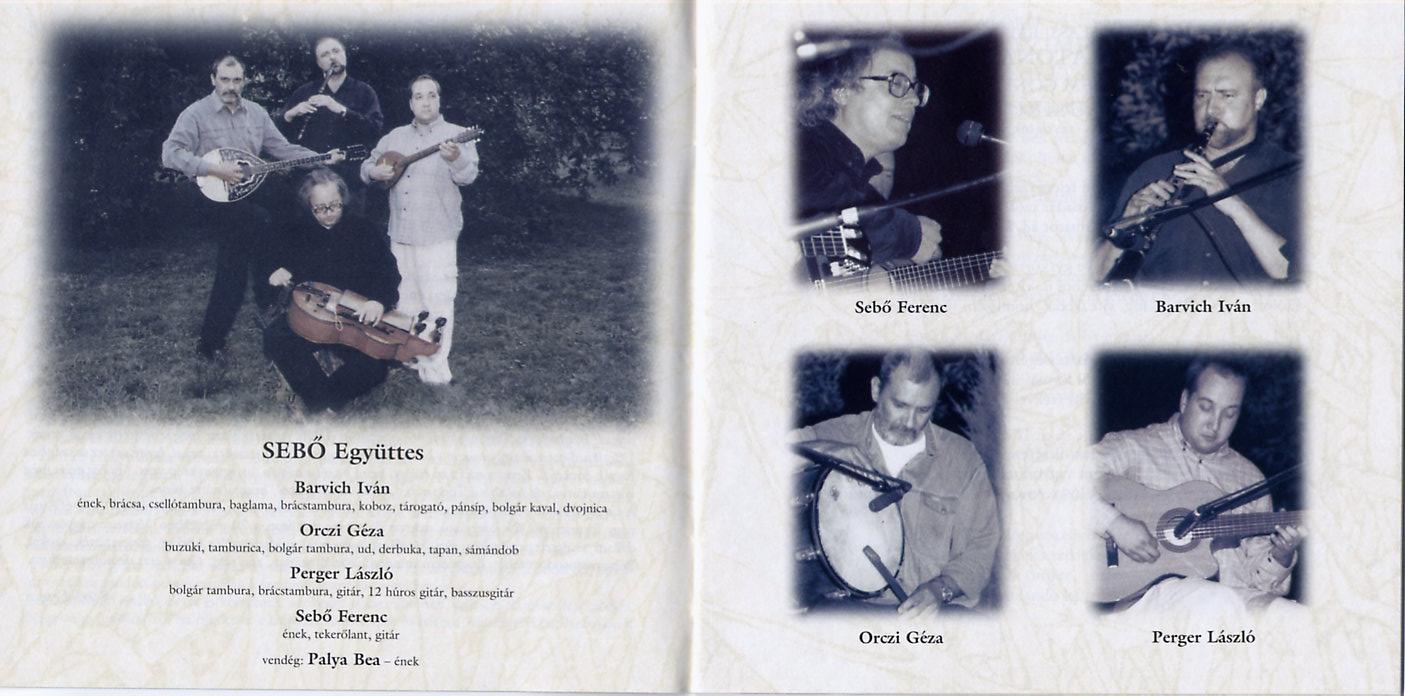 SEBŐ Együttes
Barvich Iván
ének, brácsa, csellótambura, baglama, brácstambura, koboz, tárogató, pánsíp, bolgár kaval, dvojnica
Orczi Géza
buzuki, tamburica, bolgár tambura, ud, derbuka, tapan, sámándob
Perger László
bolgár tambura, brácstambura, gitár, 12 húros gitár, basszusgitár
Sebő Ferenc
ének, tekerőlant, gitár
vendég: Palya Bea – ének
Sebő Ferenc
Barvich Iván
Orczi Géza
Perger László